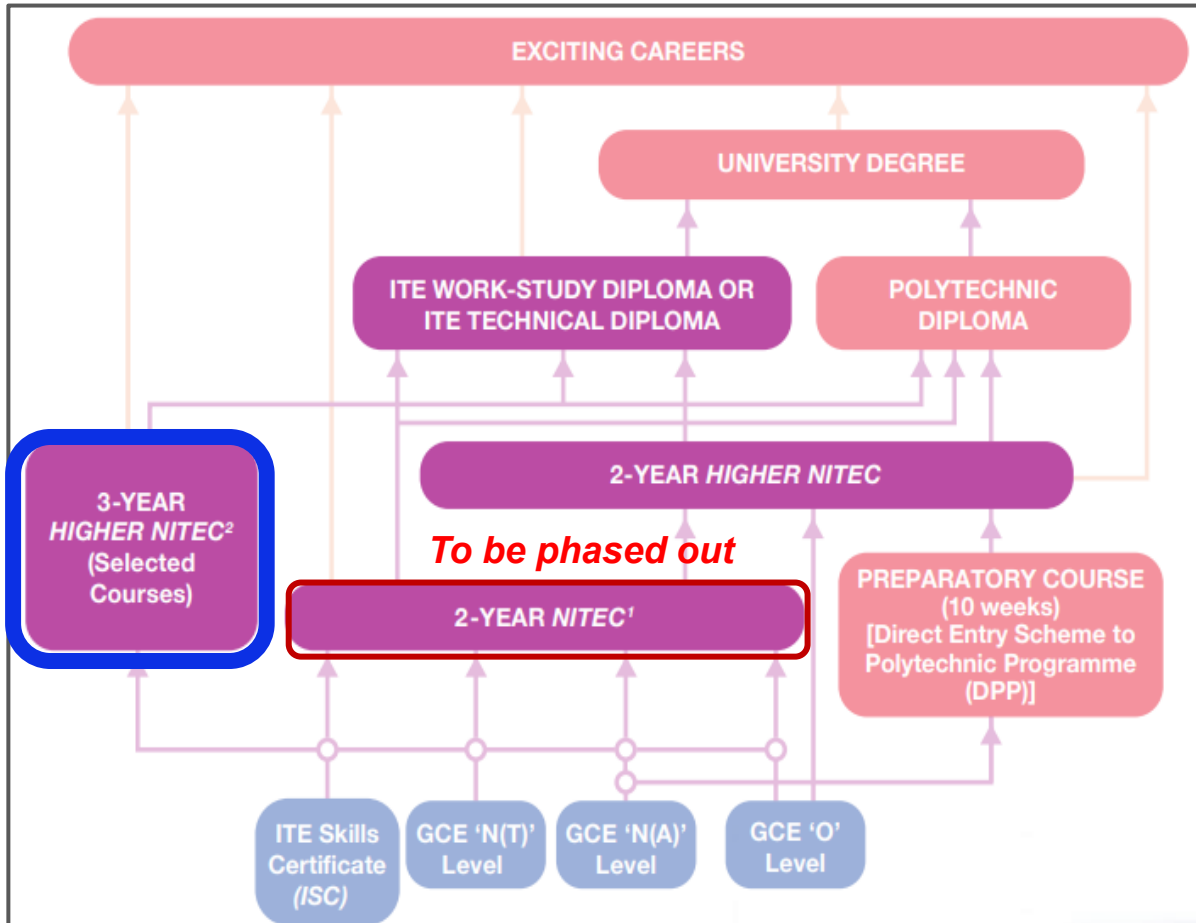 EXCITING CAREERS
UNIVERSITY DEGREE
ITE WORK-STUDY DIPLOMA OR
ITE TECHNICAL DIPLOMA
POLYTECHNIC
DIPLOMA
3-YEAR
HIGHER NITEC²
(Selected
Courses)
2-YEAR HIGHER NITEC
To be phased out
2-YEAR NITEC¹
PREPARATORY COURSE
(10 weeks)
[Direct Entry Scheme to
Polytechnic Programme
(DPP)]
ITE Skills
Certificate
(ISC)
GCE ‘N(T)’
Level
GCE ‘N(A)’
Level
GCE ‘O’
Level